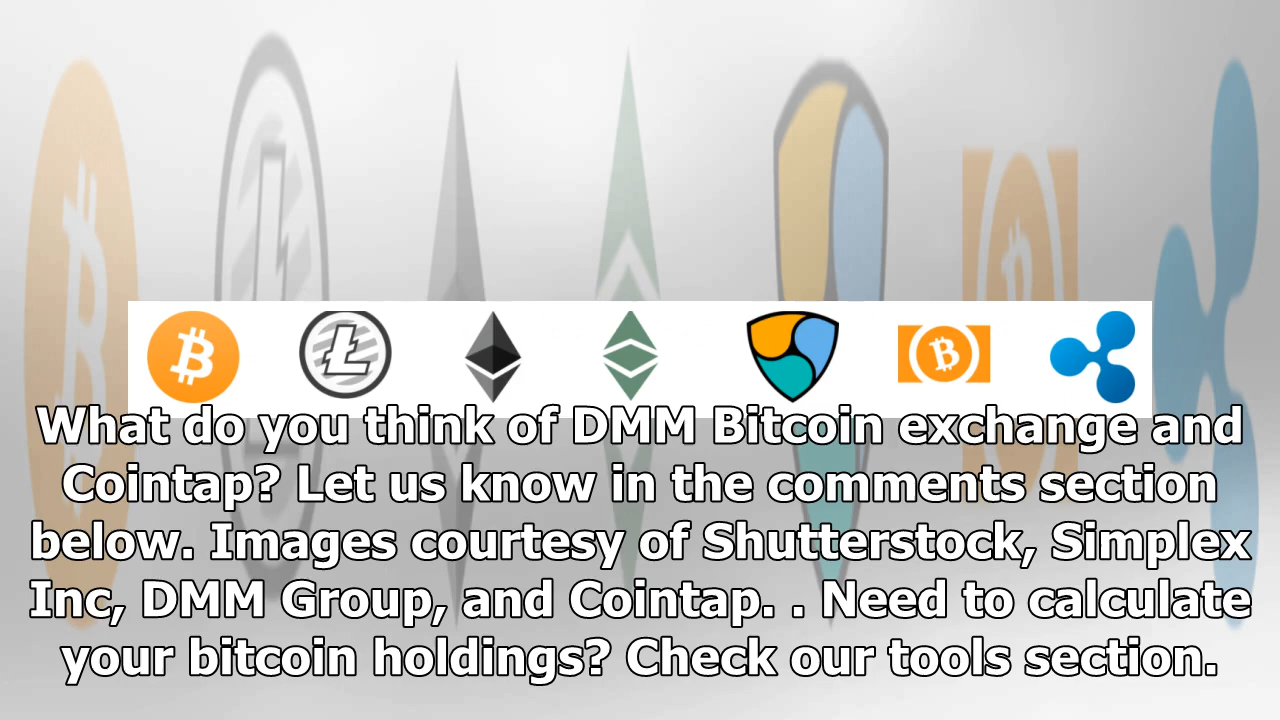 What do you think of DMM Bitcoin exchange and
Cointap? Let us know in the comments section
below. Images courtesy of Shutterstock, Simplex
Inc, DMM Group, and Cointap. . Need to calculate
your bitcoin holdings? Check our tools section.